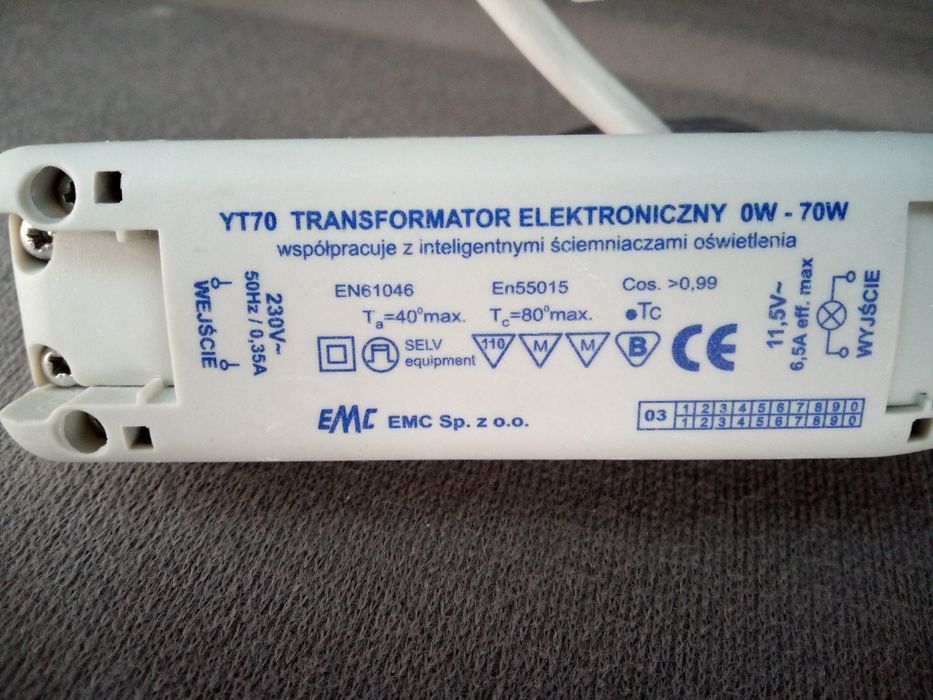 YT70 TRANSFORMATOR ELEKTRONICZNY 0W - 70W
współpracuje z inteligentnymi ściemniaczami oświetlenia
WEJŚCIE
230V~
50Hz / 0,35A
EN61046 En55015 Cos. >0,99
Ta=40°max. Tc=80°max. ●Tc
SELV
equipment
110 M M B CE
11,5V~
6,5A eff. max
WYJŚCIE
EMC EMC Sp. z o.o.
03 1 2 3 4 5 6 7 8 9 0
1 2 3 4 5 6 7 8 9 0